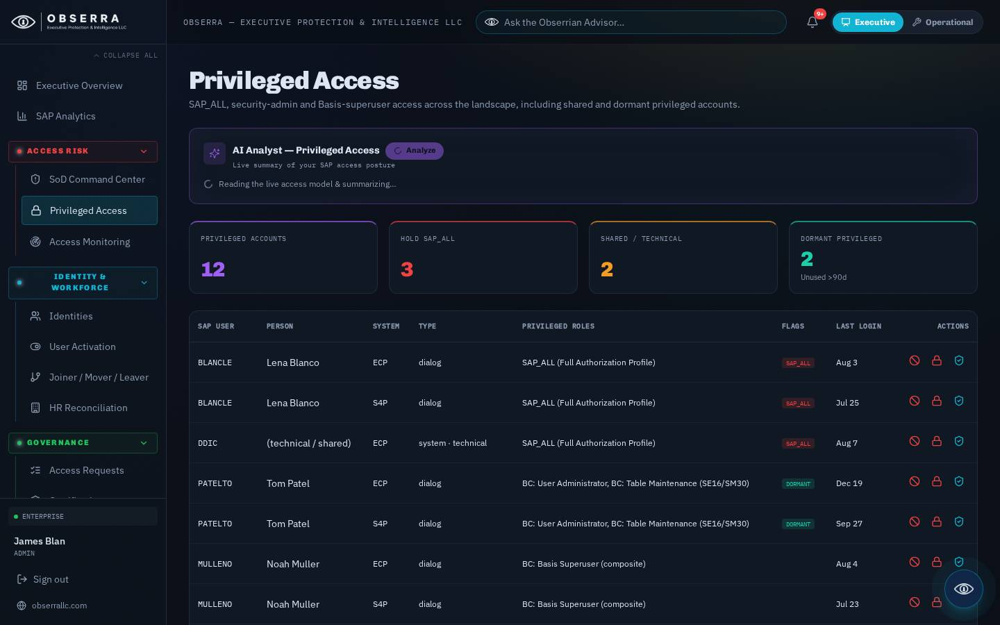 OBSERRA
Executive Protection & Intelligence LLC
OBSERRA — EXECUTIVE PROTECTION & INTELLIGENCE LLC
Ask the Obserrian Advisor...
9+
Executive
Operational
COLLAPSE ALL
Executive Overview
SAP Analytics
ACCESS RISK
SoD Command Center
Privileged Access
Access Monitoring
IDENTITY &
WORKFORCE
Identities
User Activation
Joiner / Mover / Leaver
HR Reconciliation
GOVERNANCE
Access Requests
ENTERPRISE
James Blan
ADMIN
Sign out
obserrallc.com
Privileged Access
SAP_ALL, security-admin and Basis-superuser access across the landscape, including shared and dormant privileged accounts.
AI Analyst — Privileged Access
Analyze
Live summary of your SAP access posture
Reading the live access model & summarizing...
PRIVILEGED ACCOUNTS
12
HOLD SAP_ALL
3
SHARED / TECHNICAL
2
DORMANT PRIVILEGED
2
Unused >90d
SAP USER PERSON SYSTEM TYPE PRIVILEGED ROLES FLAGS LAST LOGIN ACTIONS
BLANCLE Lena Blanco ECP dialog SAP_ALL (Full Authorization Profile) SAP_ALL Aug 3
BLANCLE Lena Blanco S4P dialog SAP_ALL (Full Authorization Profile) SAP_ALL Jul 25
DDIC (technical / shared) ECP system · technical SAP_ALL (Full Authorization Profile) SAP_ALL Aug 7
PATELTO Tom Patel ECP dialog BC: User Administrator, BC: Table Maintenance (SE16/SM30) DORMANT Dec 19
PATELTO Tom Patel S4P dialog BC: User Administrator, BC: Table Maintenance (SE16/SM30) DORMANT Sep 27
MULLENO Noah Muller ECP dialog BC: Basis Superuser (composite) Aug 4
MULLENO Noah Muller S4P dialog BC: Basis Superuser (composite) Jul 23